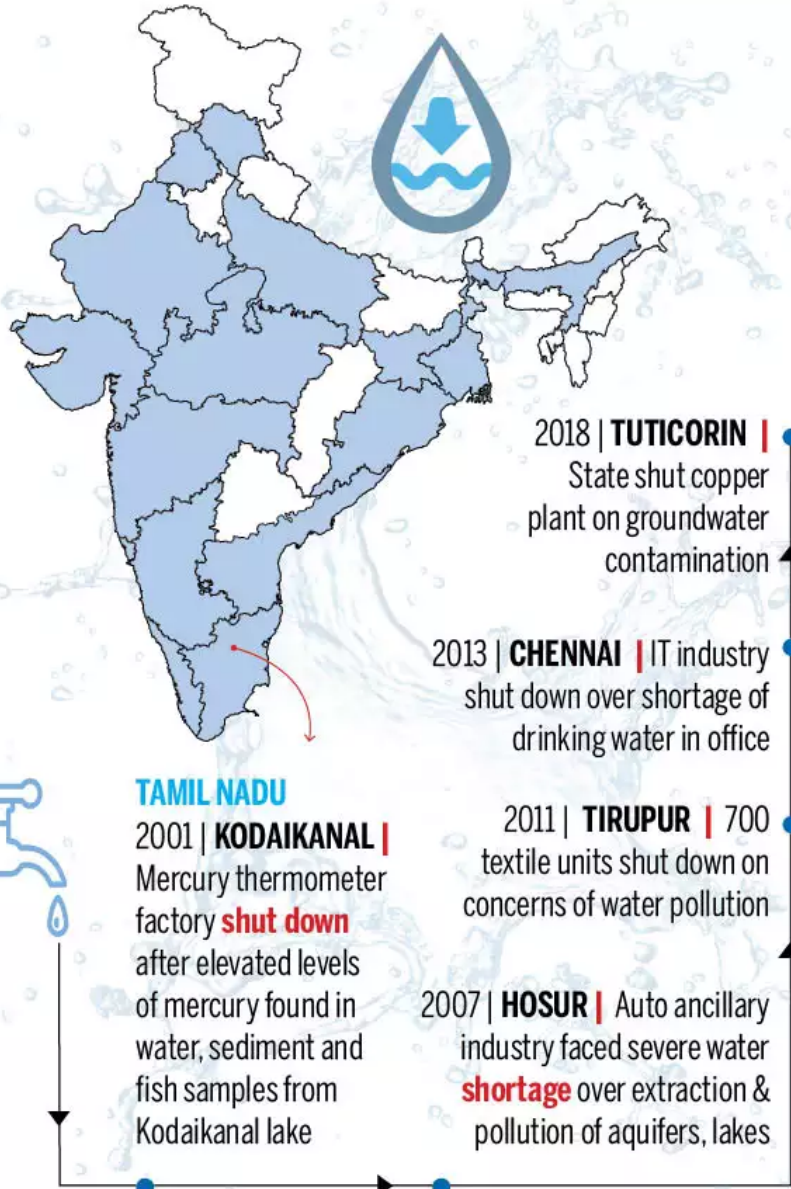 TAMIL NADU
2001 | KODAIKANAL |
Mercury thermometer
factory shut down
after elevated levels
of mercury found in
water, sediment and
fish samples from
Kodaikanal lake
2007 | HOSUR | Auto ancillary
industry faced severe water
shortage over extraction &
pollution of aquifers, lakes
2011 | TIRUPUR | 700
textile units shut down on
concerns of water pollution
2013 | CHENNAI | IT industry
shut down over shortage of
drinking water in office
2018 | TUTICORIN |
State shut copper
plant on groundwater
contamination